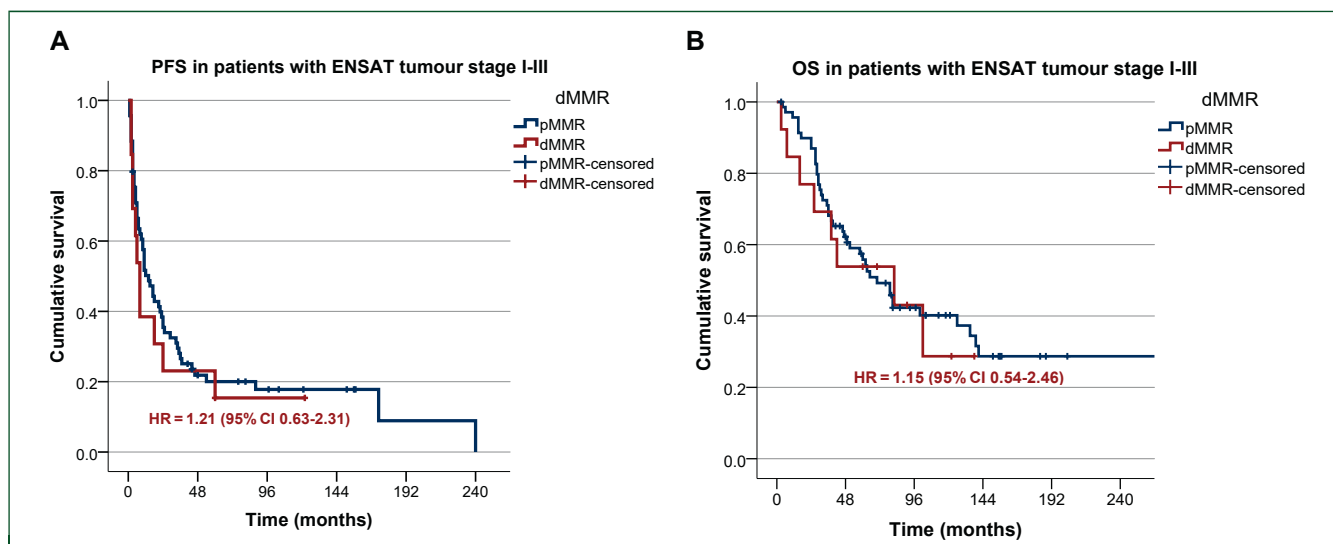 A
PFS in patients with ENSAT tumour stage I-III
dMMR
pMMR
dMMR
pMMR-censored
dMMR-censored
Cumulative survival
1.0
0.8
0.6
0.4
0.2
0.0
HR = 1.21 (95% CI 0.63-2.31)
0 48 96 144 192 240
Time (months)
B
OS in patients with ENSAT tumour stage I-III
dMMR
pMMR
dMMR
pMMR-censored
dMMR-censored
Cumulative survival
1.0
0.8
0.6
0.4
0.2
0.0
HR = 1.15 (95% CI 0.54-2.46)
0 48 96 144 192 240
Time (months)